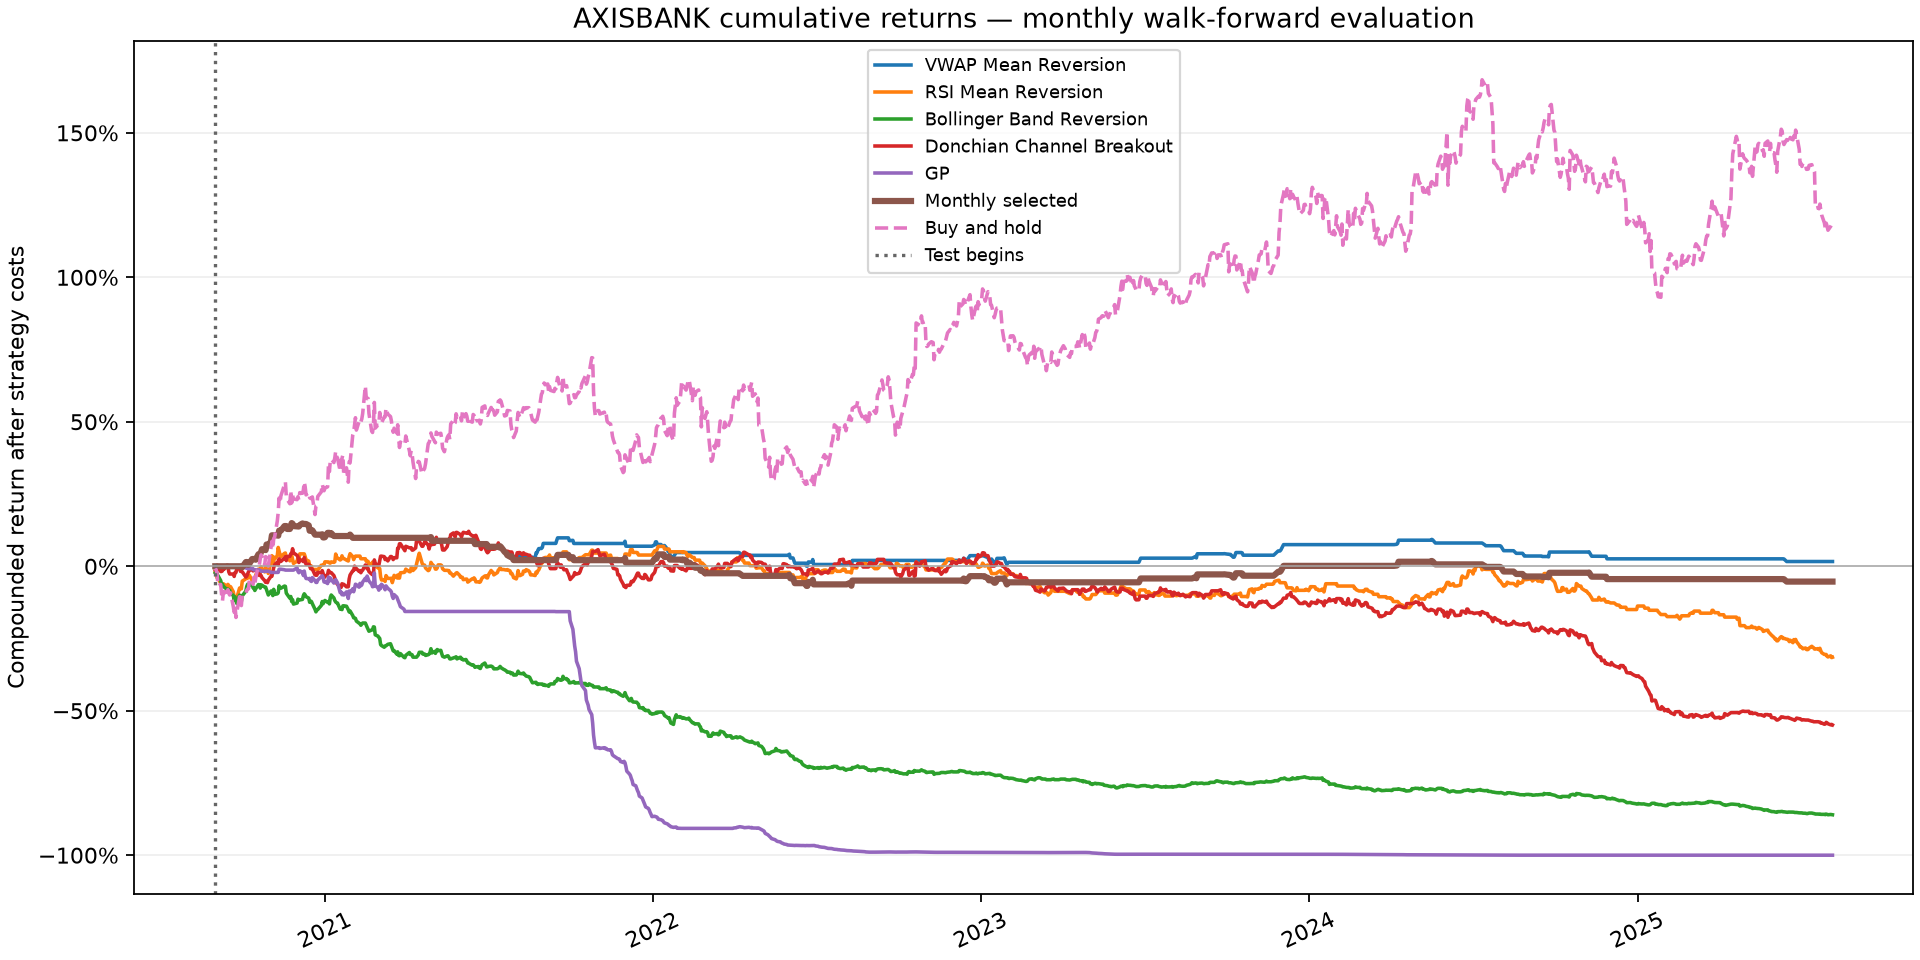 AXISBANK cumulative returns — monthly walk-forward evaluation
Compounded return after strategy costs
150%
100%
50%
0%
−50%
−100%
VWAP Mean Reversion
RSI Mean Reversion
Bollinger Band Reversion
Donchian Channel Breakout
GP
Monthly selected
Buy and hold
Test begins
2021
2022
2023
2024
2025